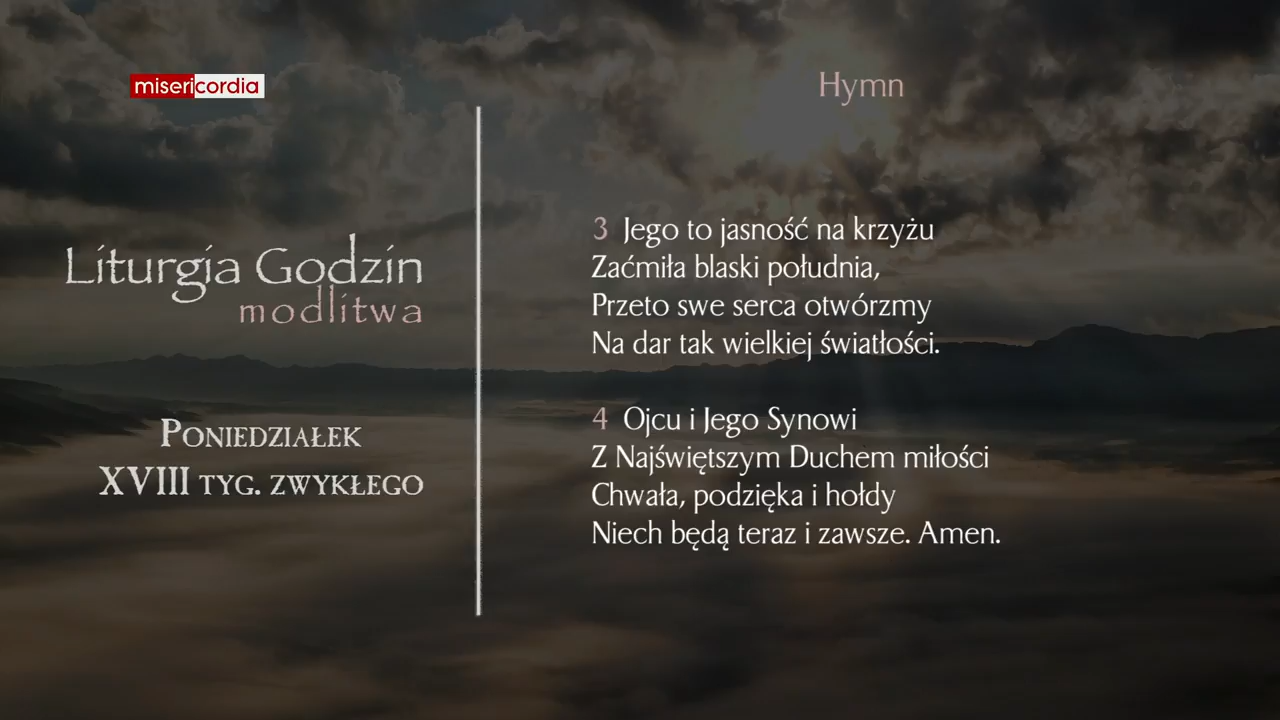 misericordia
Liturgia Godzin
modlitwa
Poniedziałek
XVIII tyg. zwykłego
Hymn
3 Jego to jasność na krzyżu
Zaćmiła blaski południa,
Przeto swe serca otwórzmy
Na dar tak wielkiej światłości.
4 Ojcu i Jego Synowi
Z Najświętszym Duchem miłości
Chwała, podzięka i hołdy
Niech będą teraz i zawsze. Amen.